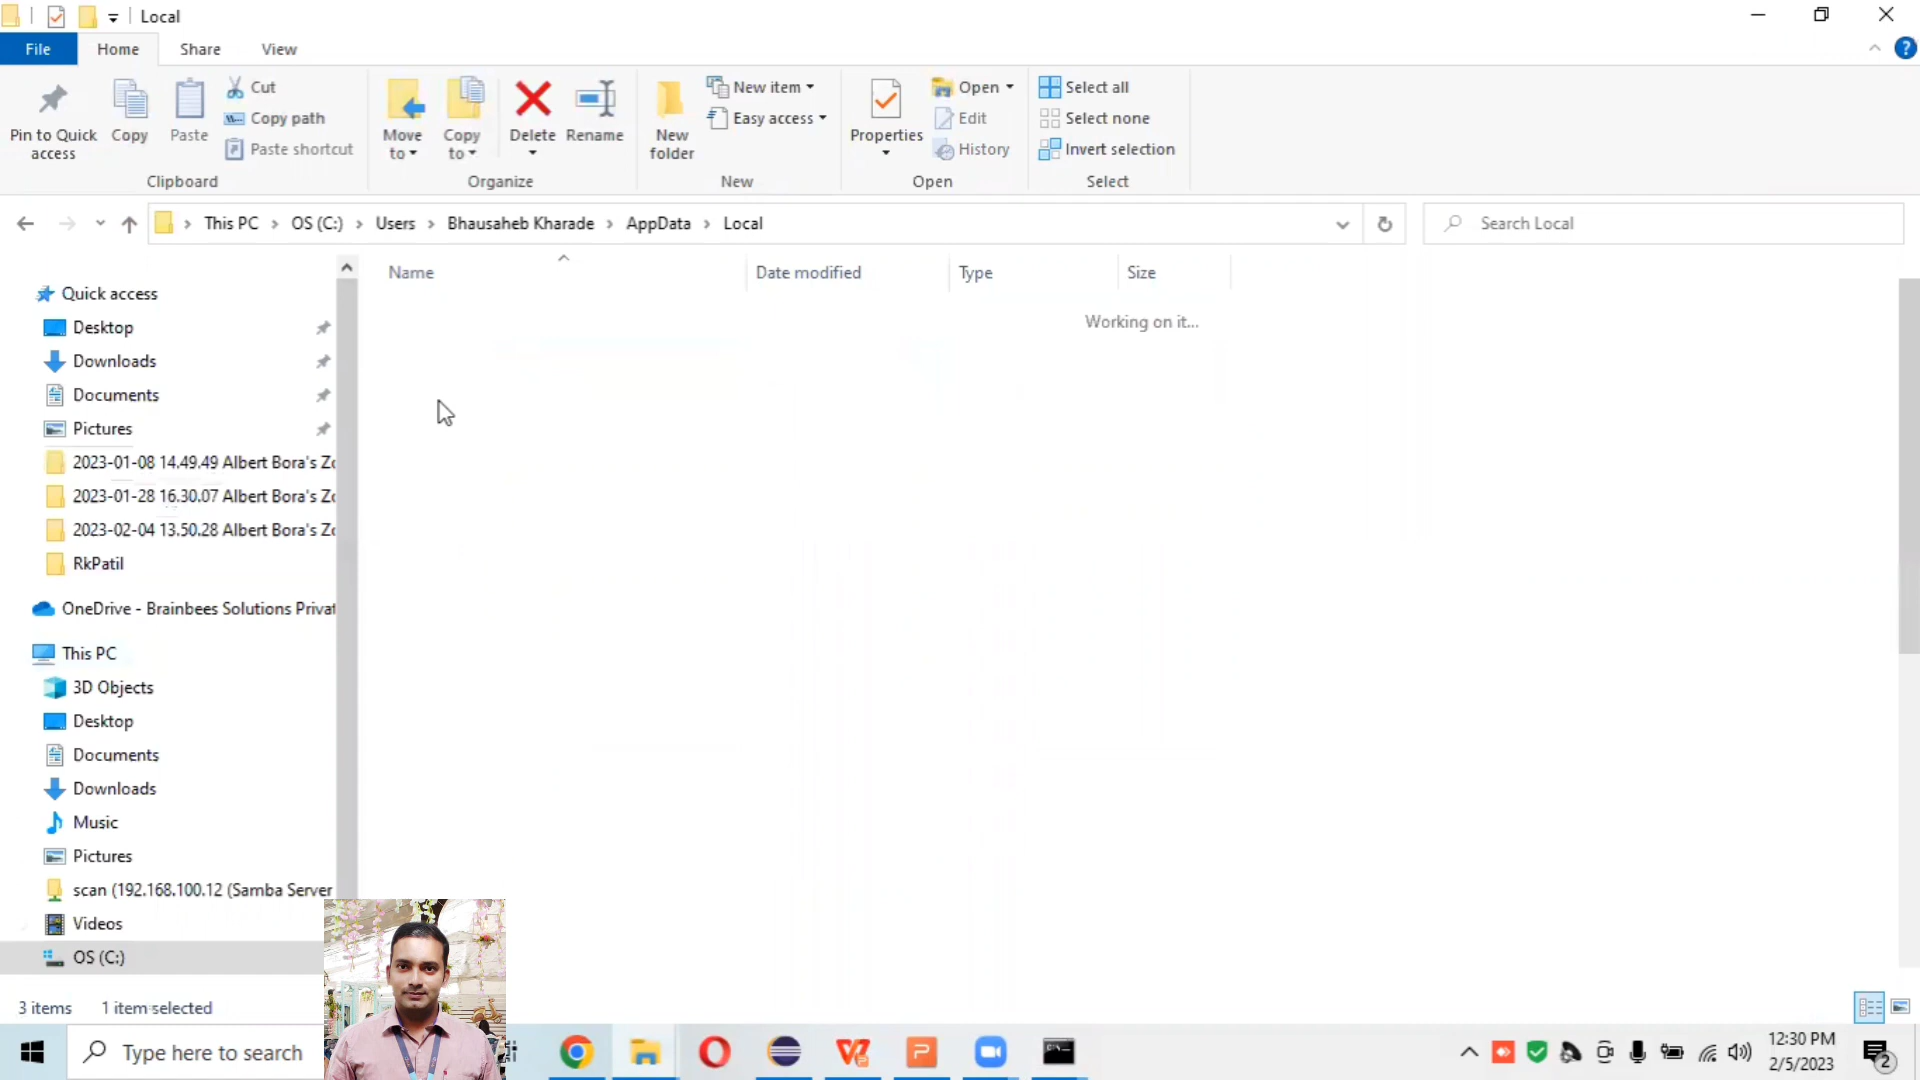 Local
File
Home
Share
View
Pin to Quick
access
Copy
Paste
Cut
Copy path
Paste shortcut
Clipboard
Move
to
Copy
to
Delete
Rename
Organize
New
folder
New item
Easy access
New
Properties
Open
Edit
History
Open
Select all
Select none
Invert selection
Select
This PC
OS (C:)
Users
Bhausaheb Kharade
AppData
Local
Search Local
Name
Date modified
Type
Size
Working on it...
Quick access
Desktop
Downloads
Documents
Pictures
2023-01-08 14.49.49 Albert Bora's Zo
2023-01-28 16.30.07 Albert Bora's Zo
2023-02-04 13.50.28 Albert Bora's Zo
RkPatil
OneDrive - Brainbees Solutions Privat
This PC
3D Objects
Desktop
Documents
Downloads
Music
Pictures
scan (192.168.100.12 (Samba Server
Videos
OS (C:)
3 items
1 item selected
Type here to search
12:30 PM
2/5/2023
2